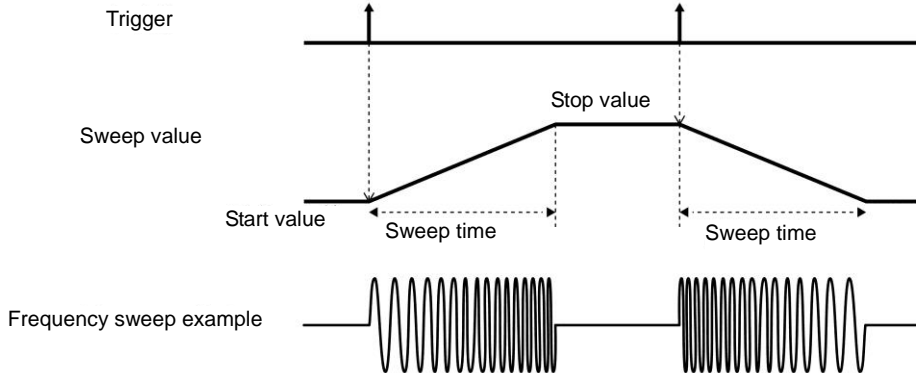 Trigger
Stop value
Sweep value
Start value
Sweep time
Sweep time
Frequency sweep example